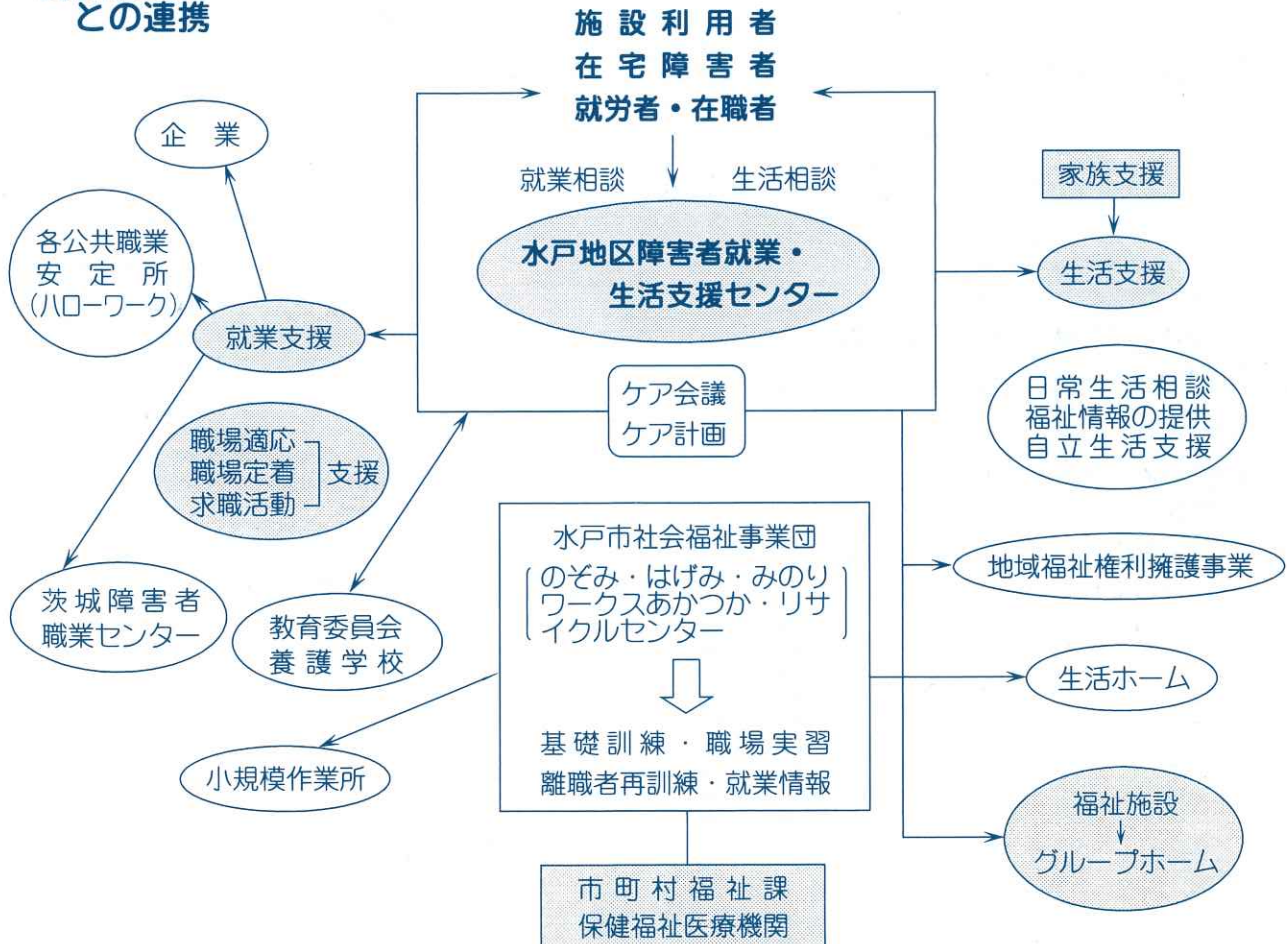 との連携
施設利用者
在宅障害者
就労者・在職者
就業相談
生活相談
水戸地区障害者就業・
生活支援センター
企業
各公共職業
安定所
(ハローワーク)
就業支援
家族支援
生活支援
ケア会議
ケア計画
日常生活相談
福祉情報の提供
自立生活支援
職場適応
職場定着
求職活動
支援
水戸市社会福祉事業団
のぞみ・はげみ・みのり
ワークスあかつか・リサ
イクルセンター
地域福祉権利擁護事業
茨城障害者
職業センター
教育委員会
養護学校
生活ホーム
基礎訓練・職場実習
離職者再訓練・就業情報
小規模作業所
福祉施設
グループホーム
市町村福祉課
保健福祉医療機関